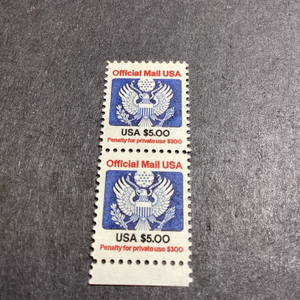 Official Mail USA
USA $5.00
Penalty for private use $300
Official Mail USA
USA $5.00
Penalty for private use $300